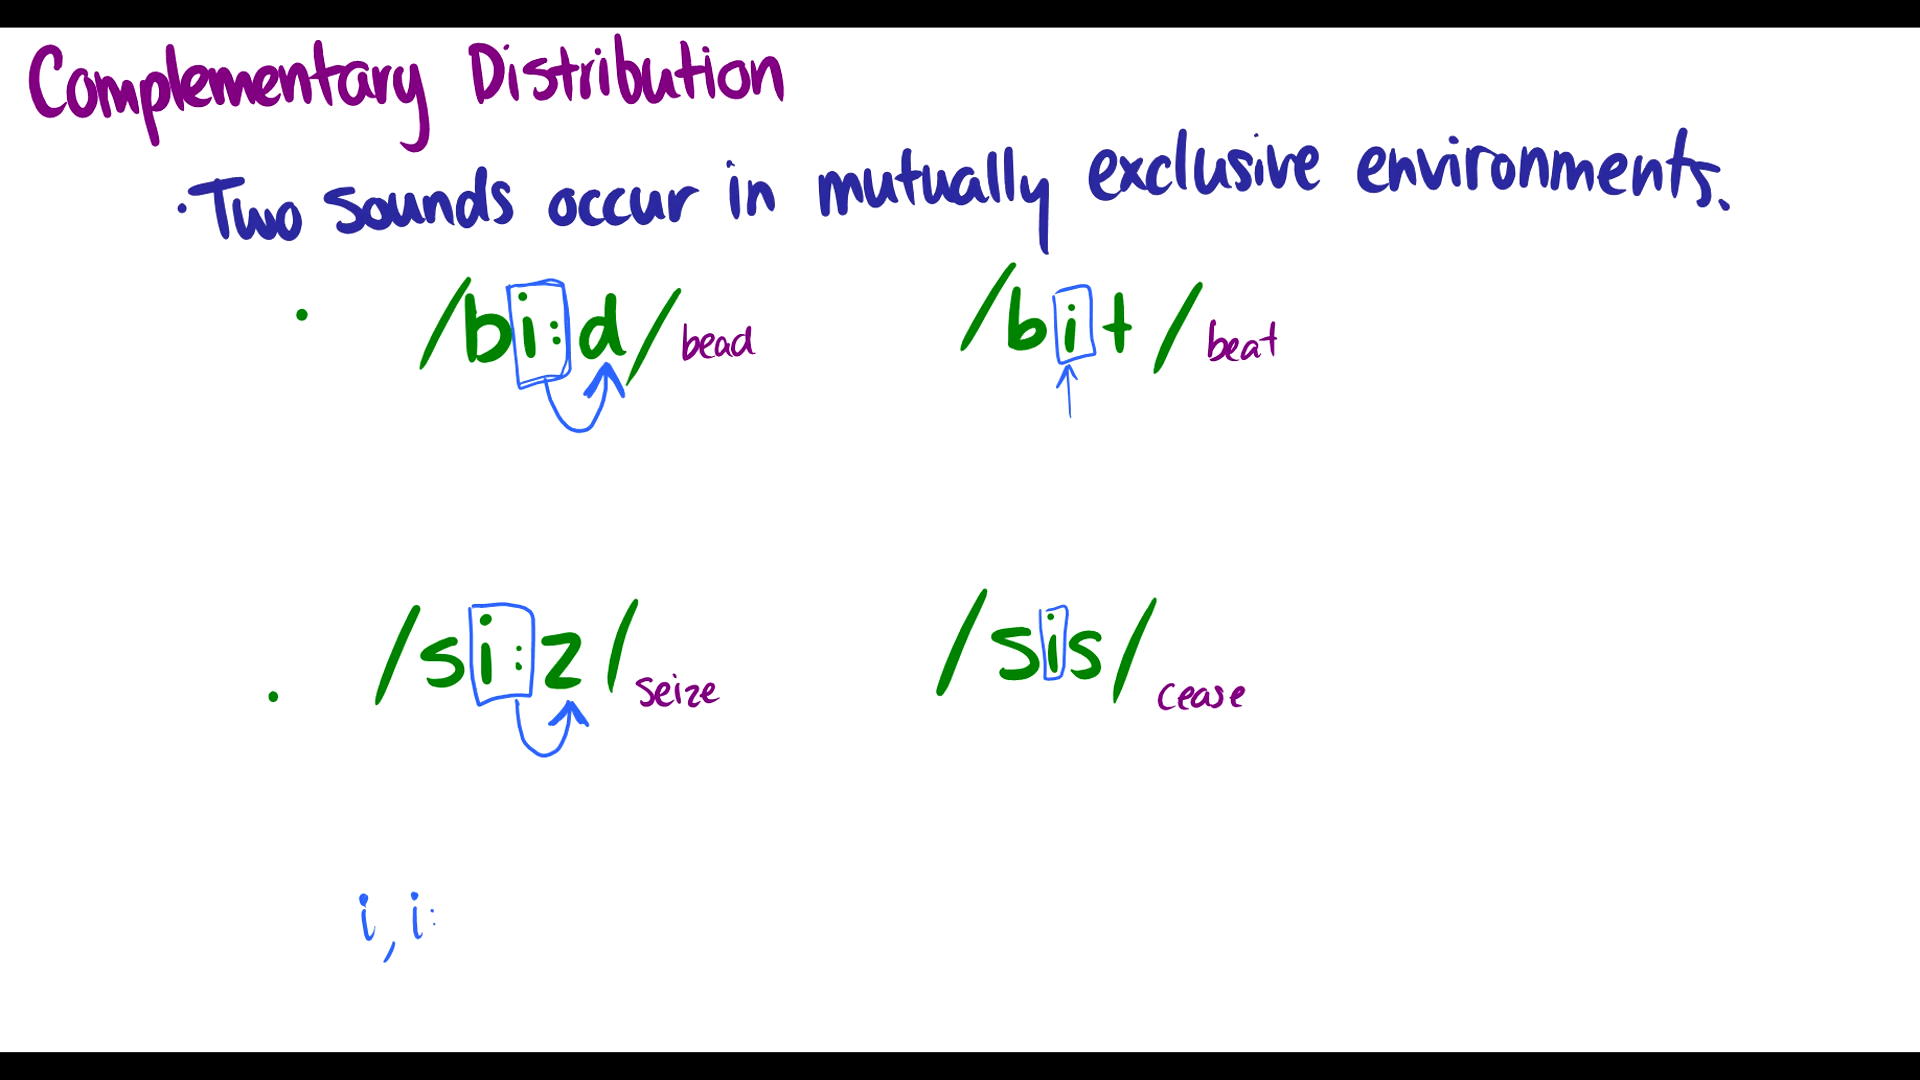 Complementary Distribution
· Two sounds occur in mutually exclusive environments.
· /bi:d/ bead /bit/ beat
· /si:z/ seize /sis/ cease
i, i: